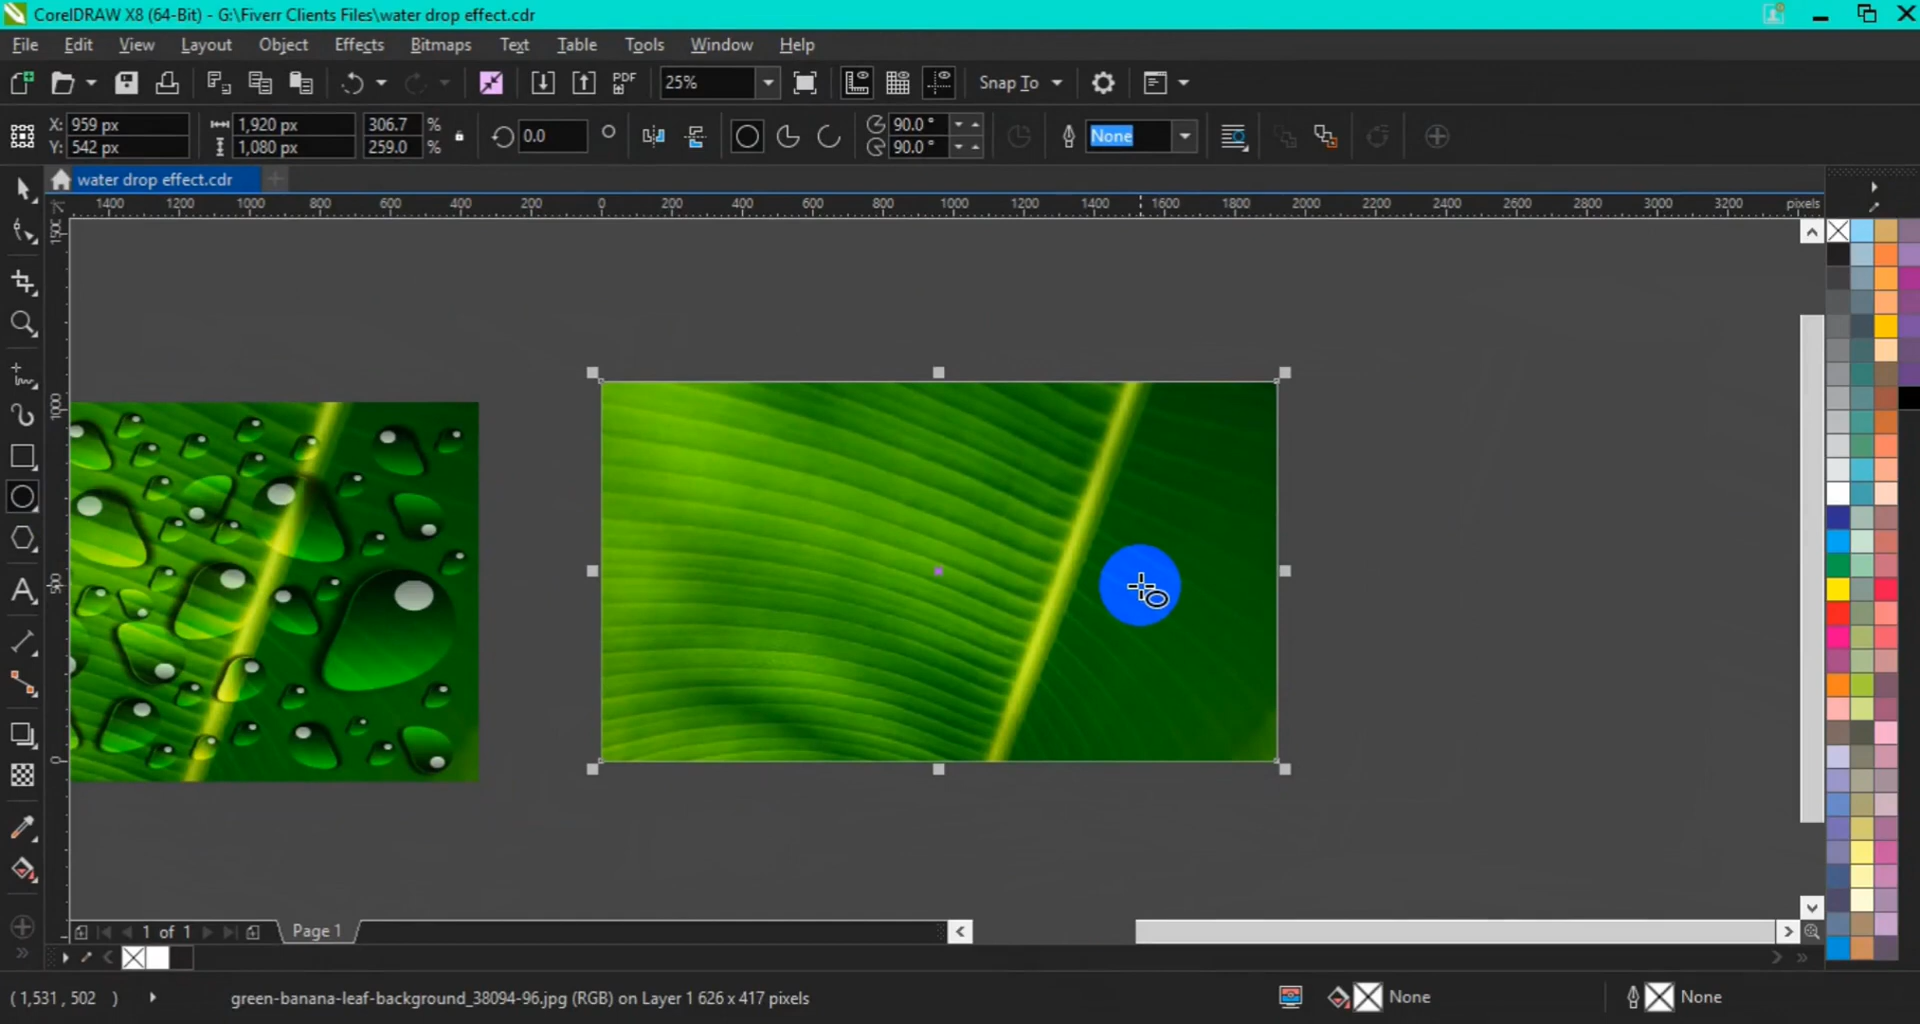 CorelDRAW X8 (64-Bit) - G:\Fiverr Clients Files\water drop effect.cdr
File Edit View Layout Object Effects Bitmaps Text Table Tools Window Help
PDF 25% Snap To
X: 959 px 1,920 px 306.7 % 0.0 ° 90.0 ° None
Y: 542 px 1,080 px 259.0 % 90.0 °
water drop effect.cdr
1400 1200 1000 800 600 400 200 0 200 400 600 800 1000 1200 1400 1600 1800 2000 2200 2400 2600 2800 3000 3200 pixels
1500
1000
500
0
1 of 1 Page 1
( 1,531 , 502 ) green-banana-leaf-background_38094-96.jpg (RGB) on Layer 1 626 x 417 pixels None None